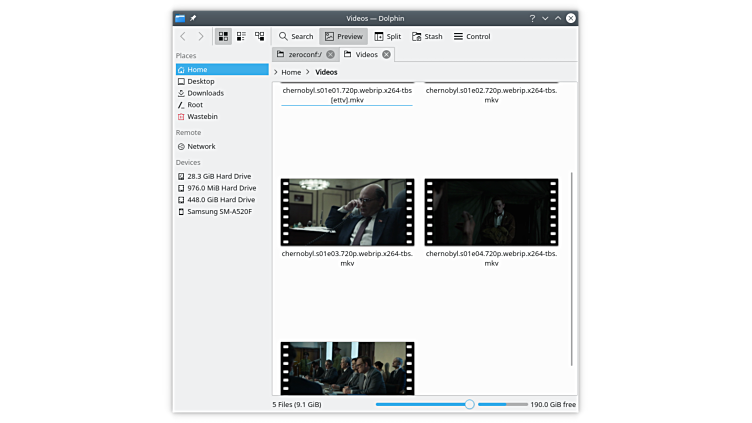 Videos — Dolphin
Search
Preview
Split
Stash
Control
Places
zeroconf:/
Videos
Home
Desktop
Downloads
Root
Wastebin
Remote
Network
Devices
28.3 GiB Hard Drive
976.0 MiB Hard Drive
448.0 GiB Hard Drive
Samsung SM-A520F
Home
Videos
chernobyl.s01e01.720p.webrip.x264-tbs
[ettv].mkv
chernobyl.s01e02.720p.webrip.x264-tbs.
mkv
chernobyl.s01e03.720p.webrip.x264-tbs.
mkv
chernobyl.s01e04.720p.webrip.x264-tbs.
mkv
5 Files (9.1 GiB)
190.0 GiB free